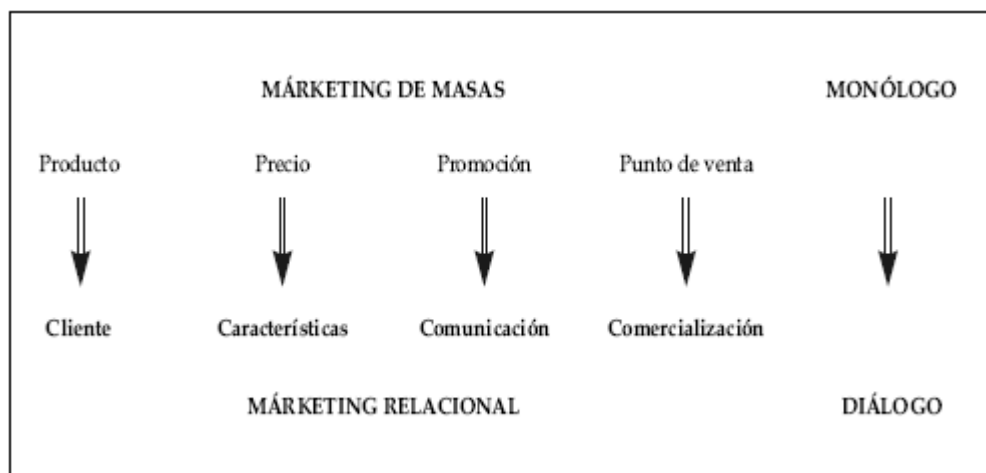 MÁRKETING DE MASAS MONÓLOGO
Producto Precio Promoción Punto de venta
Cliente Características Comunicación Comercialización
MÁRKETING RELACIONAL DIÁLOGO